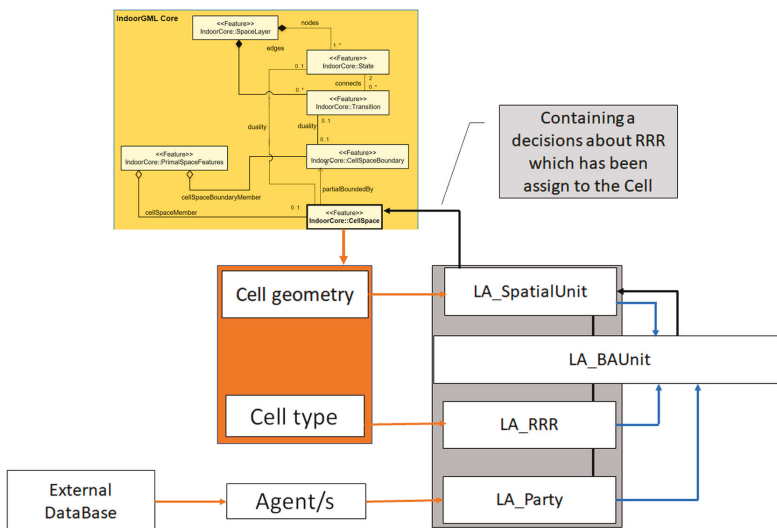 IndoorGML Core
<<Feature>>
IndoorCore::SpaceLayer
nodes
1..*
edges
<<Feature>>
IndoorCore::State
0..1
2
connects
0..*
0..*
<<Feature>>
IndoorCore::Transition
duality
duality
0..1
0..1
<<Feature>>
IndoorCore::PrimalSpaceFeatures
<<Feature>>
IndoorCore::CellSpaceBoundary
partialBoundedBy
cellSpaceBoundaryMember
cellSpaceMember
0..1
<<Feature>>
IndoorCore::CellSpace
Containing a
decisions about RRR
which has been
assign to the Cell
Cell geometry
LA_SpatialUnit
LA_BAUnit
Cell type
LA_RRR
External
DataBase
Agent/s
LA_Party